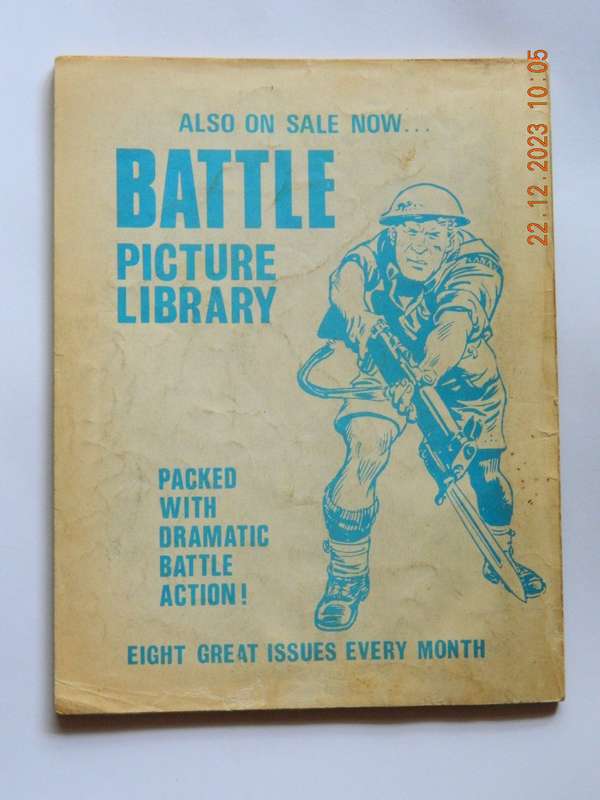 ALSO ON SALE NOW...
BATTLE
PICTURE
LIBRARY
PACKED
WITH
DRAMATIC
BATTLE
ACTION!
EIGHT GREAT ISSUES EVERY MONTH
22.12.2023 10:05